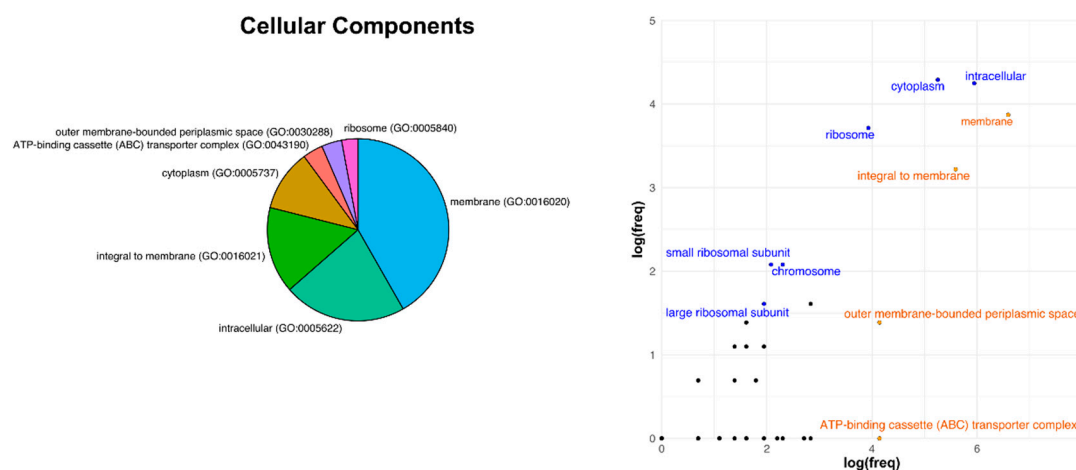 Cellular Components
outer membrane-bounded periplasmic space (GO:0030288)
ribosome (GO:0005840)
ATP-binding cassette (ABC) transporter complex (GO:0043190)
cytoplasm (GO:0005737)
membrane (GO:0016020)
integral to membrane (GO:0016021)
intracellular (GO:0005622)
log(freq)
5
4
3
2
1
0
cytoplasm
intracellular
membrane
ribosome
integral to membrane
small ribosomal subunit
chromosome
large ribosomal subunit
outer membrane-bounded periplasmic space
ATP-binding cassette (ABC) transporter complex
0
2
4
6
log(freq)